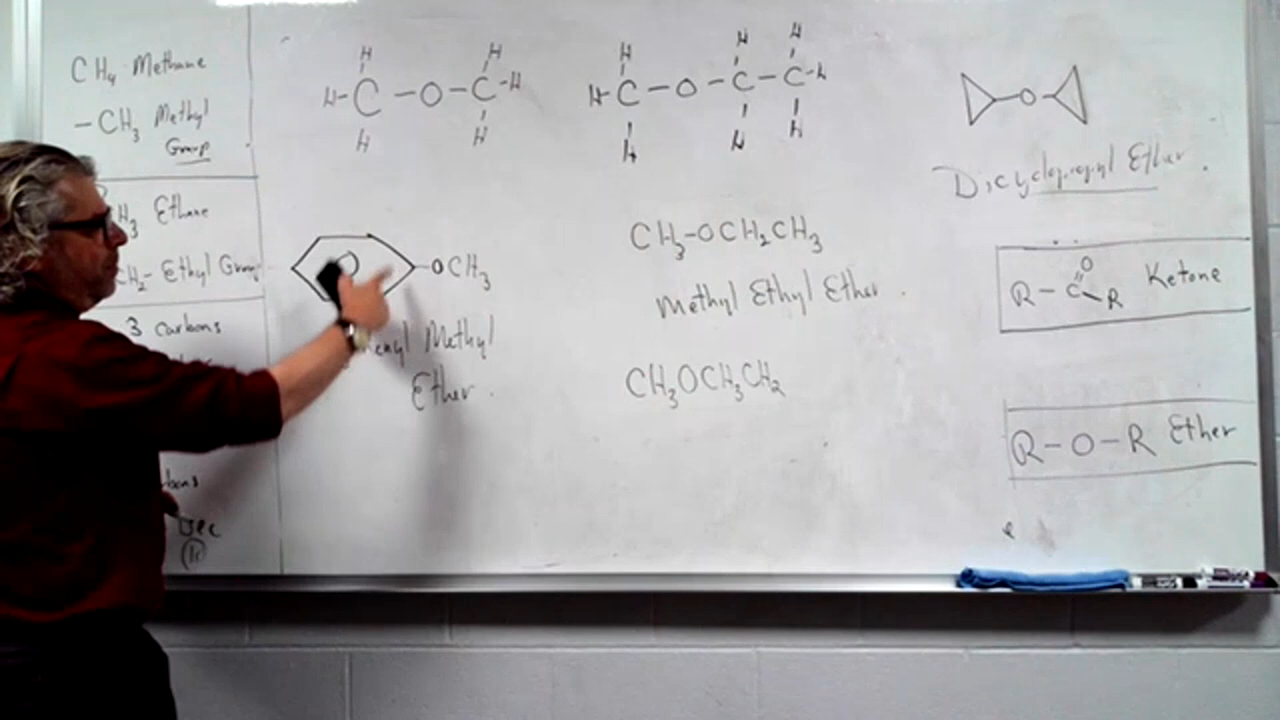 CH4 Methane
-CH3 Methyl
Group
H3 Ethane
CH2- Ethyl Group
3 carbons
sec
H H
H-C-O-C-H
H H
H H H
H-C-O-C-C-H
H H H
OCH3
Methyl
Ether.
CH3-OCH2CH3
Methyl Ethyl Ether.
CH3OCH3CH2
O
Dicyclopropyl Ether.
O
R-C-R Ketone
R-O-R Ether